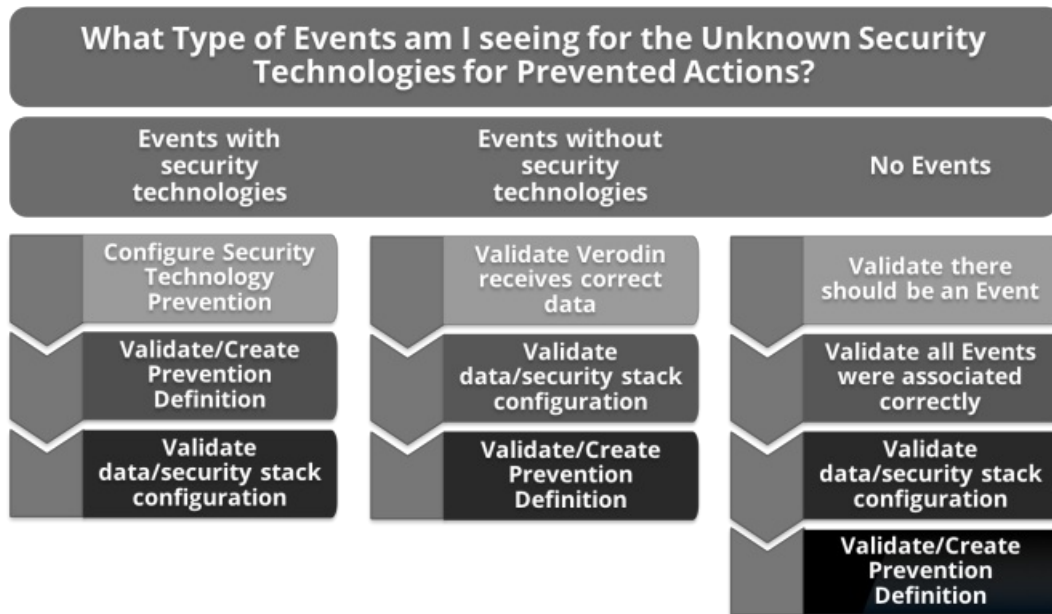 What Type of Events am I seeing for the Unknown Security
Technologies for Prevented Actions?
Events with
security
technologies
Events without
security
technologies
No Events
Configure Security
Technology
Prevention
Validate/Create
Prevention
Definition
Validate
data/security stack
configuration
Validate Verodin
receives correct
data
Validate
data/security stack
configuration
Validate/Create
Prevention
Definition
Validate there
should be an Event
Validate all Events
were associated
correctly
Validate
data/security stack
configuration
Validate/Create
Prevention
Definition